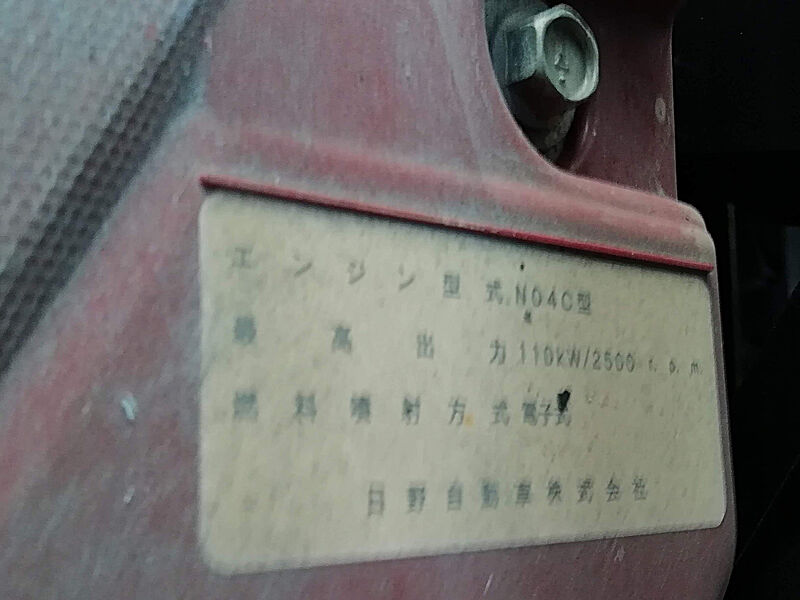 エンジン型式 N04C型
最高出力 110kW/2500 r.p.m.
燃料噴射方式 電子式
日野自動車株式会社